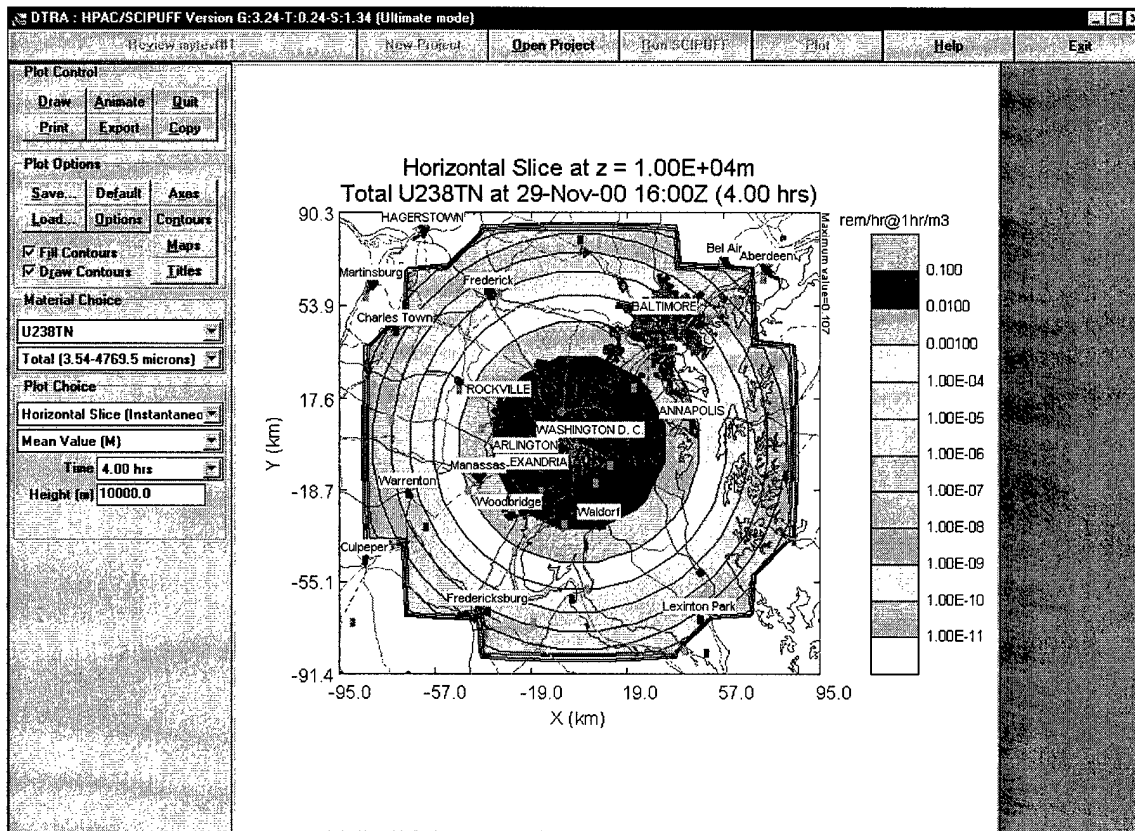 DTRA : HPAC/SCIPUFF Version G:3.24-T:0.24-S:1.34 (Ultimate mode)
New Project Open Project Run SCIPUFF Plot Help Exit
Plot Control
Draw Animate Quit
Print Export Copy
Plot Options
Save... Default Axes
Load... Options Contours
Fill Contours Maps
Draw Contours Titles
Material Choice
U238TN
Total (3.54-4769.5 microns)
Plot Choice
Horizontal Slice (Instantaneo
Mean Value (M)
Time 4.00 hrs
Height (m) 10000.0
Horizontal Slice at z = 1.00E+04m
Total U238TN at 29-Nov-00 16:00Z (4.00 hrs)
90.3
53.9
17.6
-18.7
-55.1
-91.4
Y (km)
-95.0 -57.0 -19.0 19.0 57.0 95.0
X (km)
HAGERSTOWN
Bel Air
Aberdeen
Martinsburg
Frederick
Charles Town
BALTIMORE
ROCKVILLE
ANNAPOLIS
WASHINGTON D. C.
ARLINGTON
Manassas
EXANDRIA
Warrenton
Woodbridge
Waldorf
Culpeper
Fredericksburg
Lexinton Park
rem/hr@1hr/m3
0.100
0.0100
0.00100
1.00E-04
1.00E-05
1.00E-06
1.00E-07
1.00E-08
1.00E-09
1.00E-10
1.00E-11